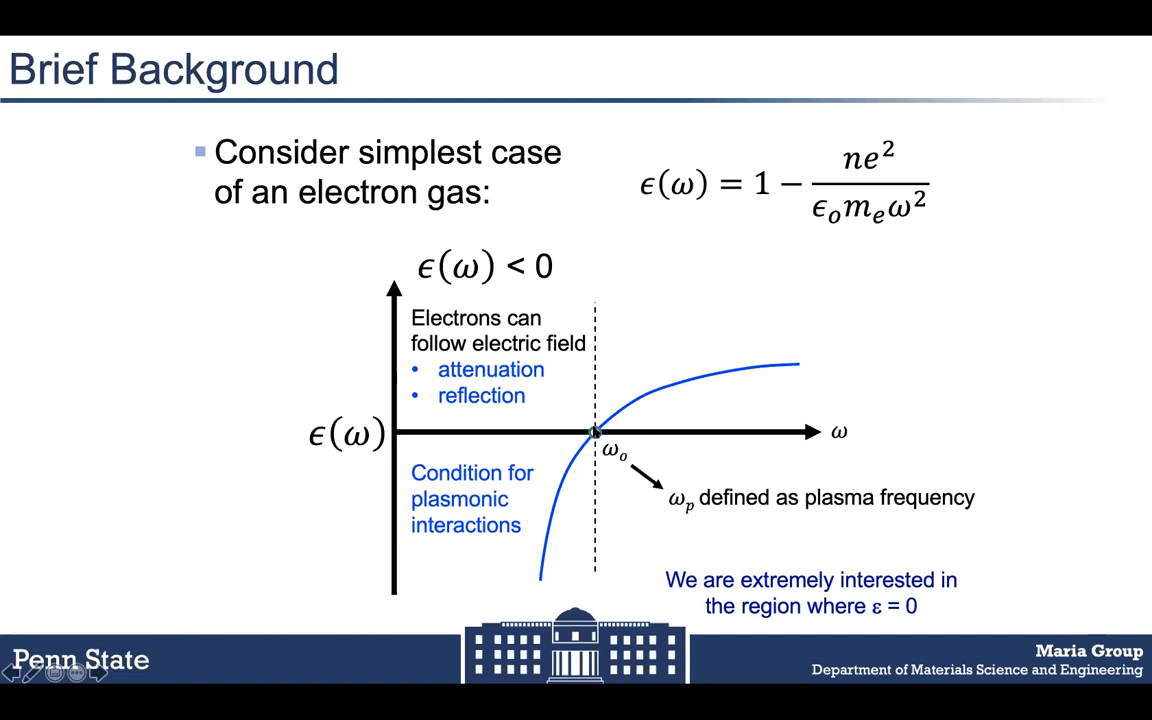 Brief Background
▪ Consider simplest case
of an electron gas:
ϵ(ω) = 1 − ne² / ϵₒmₑω²
ϵ(ω) < 0
Electrons can
follow electric field
• attenuation
• reflection
ϵ(ω)
ω
ωₒ
Condition for
plasmonic
interactions
ωₚ defined as plasma frequency
We are extremely interested in
the region where ε = 0
Penn State
Maria Group
Department of Materials Science and Engineering